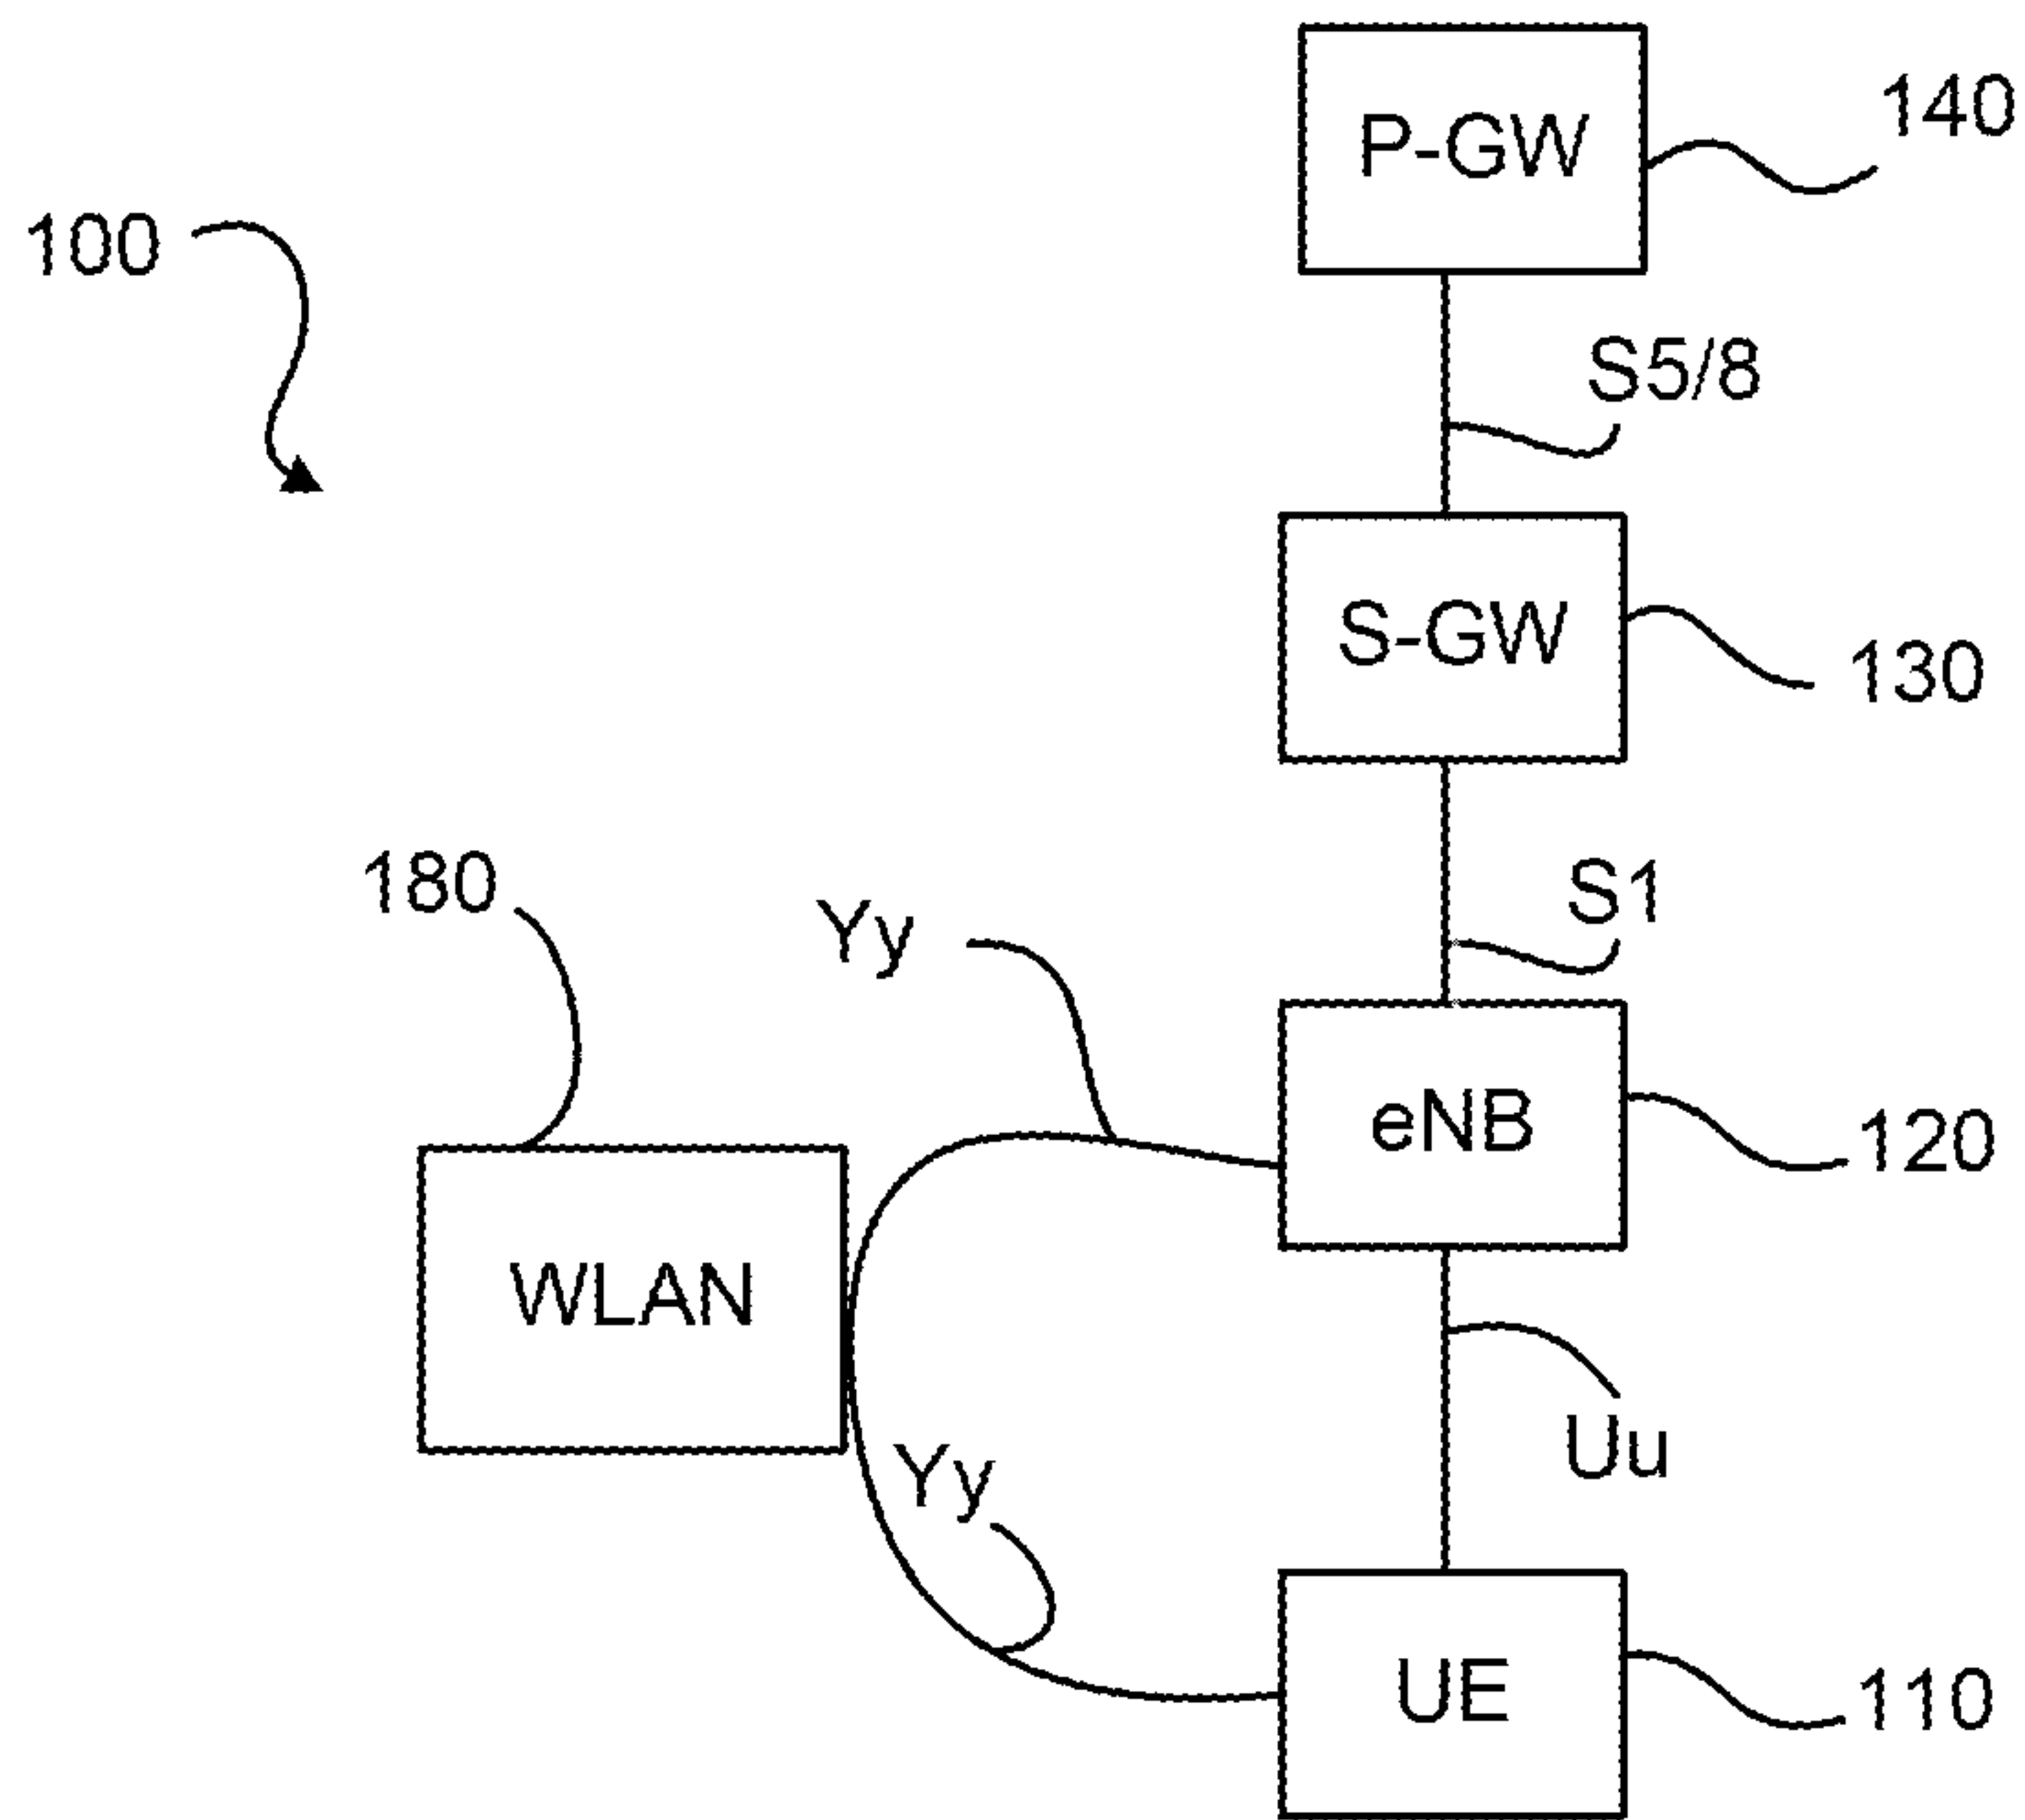 P-GW
140
100
S5/8
S-GW
130
180
S1
Yy
eNB
120
WLAN
Uu
Yy
UE
110